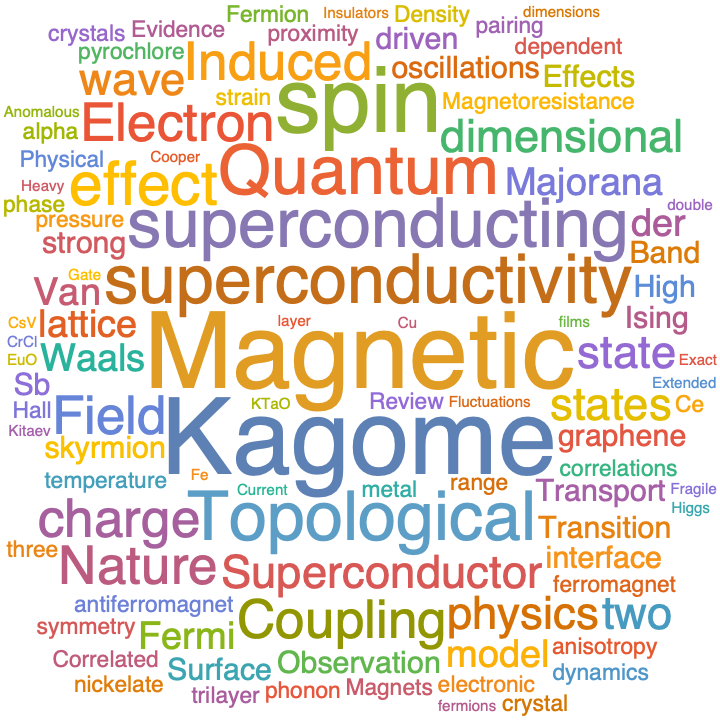 Fermion Insulators Density dimensions
crystals Evidence proximity driven pairing
pyrochlore Induced oscillations dependent
wave strain spin Magnetoresistance Effects
Anomalous alpha Electron dimensional
Physical Cooper Quantum Majorana
Heavy effect double
phase pressure superconducting der
strong Band
Van Gate superconductivity High
CsV lattice layer Cu films Ising
CrCl Waals Magnetic state Exact
EuO
Sb Extended
Hall Field KTaO Review Fluctuations states Ce
Kitaev skyrmion Kagome graphene
temperature Fe correlations
Current metal range Transport Fragile
charge Topological Higgs
three Transition
Nature Superconductor interface
ferromagnet
antiferromagnet Coupling physics two
symmetry Fermi
Correlated Surface Observation model anisotropy
nickelate trilayer phonon Magnets electronic dynamics
fermions crystal